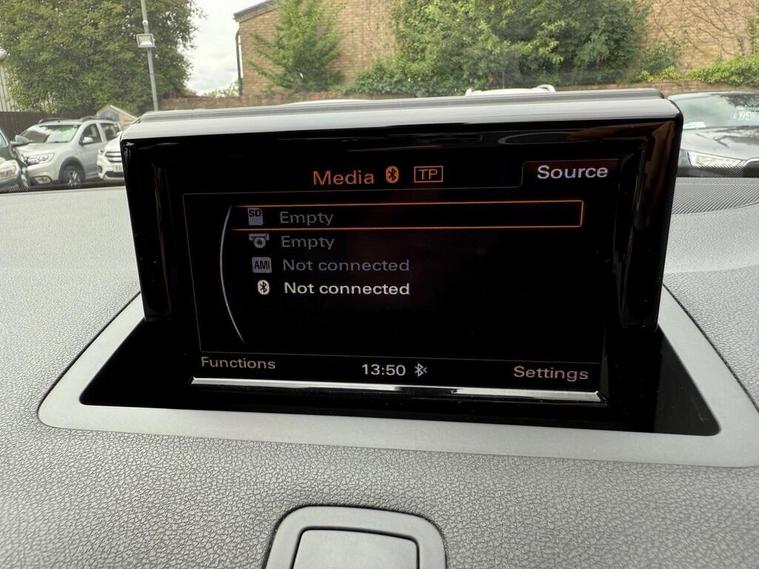 Media TP Source
SD Empty
Empty
AMI Not connected
Not connected
Functions 13:50 Settings